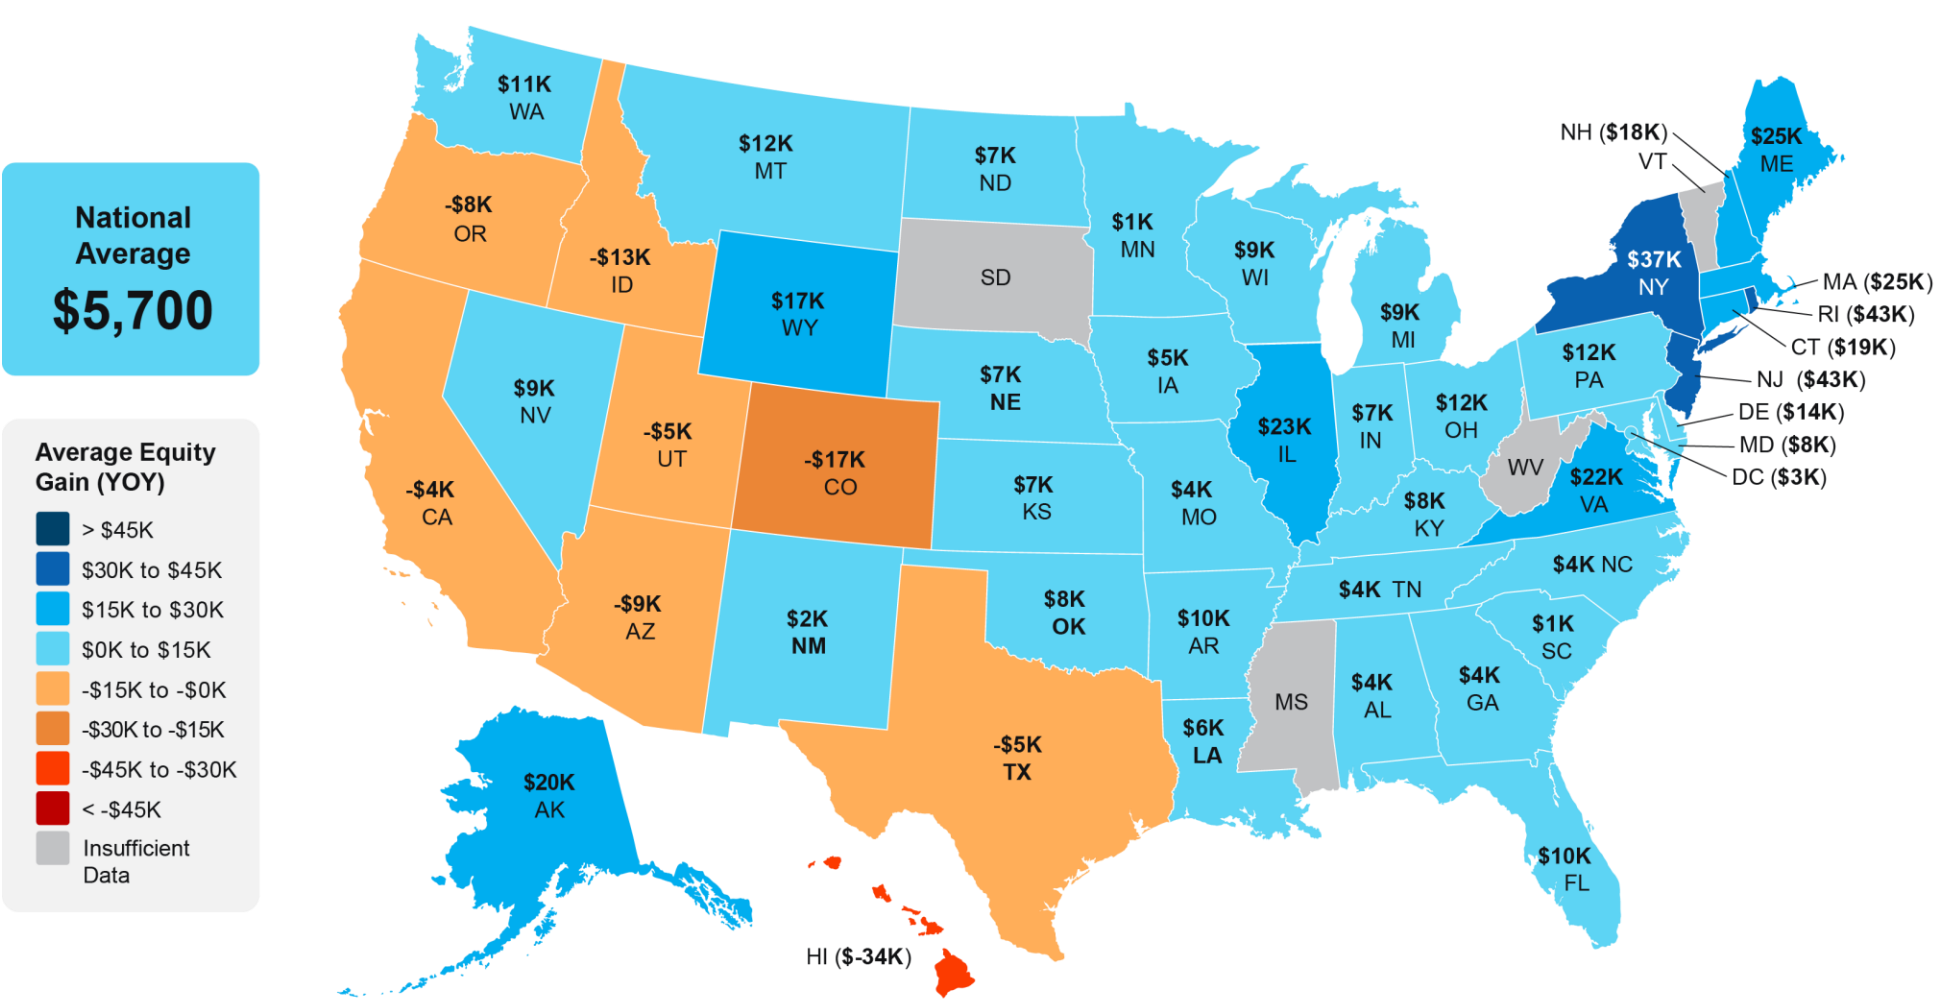 National
Average
$5,700
Average Equity
Gain (YOY)
> $45K
$30K to $45K
$15K to $30K
$0K to $15K
-$15K to -$0K
-$30K to -$15K
-$45K to -$30K
< -$45K
Insufficient
Data
$11K
WA
-$8K
OR
-$13K
ID
$12K
MT
$17K
WY
$7K
ND
SD
$1K
MN
$9K
WI
$9K
MI
$9K
NV
-$4K
CA
-$5K
UT
-$17K
CO
$7K
NE
$5K
IA
$23K
IL
$7K
IN
$12K
OH
$12K
PA
$37K
NY
NH ($18K)
VT
$25K
ME
MA ($25K)
RI ($43K)
CT ($19K)
NJ ($43K)
DE ($14K)
MD ($8K)
DC ($3K)
WV
$22K
VA
$7K
KS
$4K
MO
$8K
KY
$4K NC
$4K TN
-$9K
AZ
$2K
NM
$8K
OK
$10K
AR
$1K
SC
MS
$4K
AL
$4K
GA
$6K
LA
-$5K
TX
$10K
FL
$20K
AK
HI ($-34K)